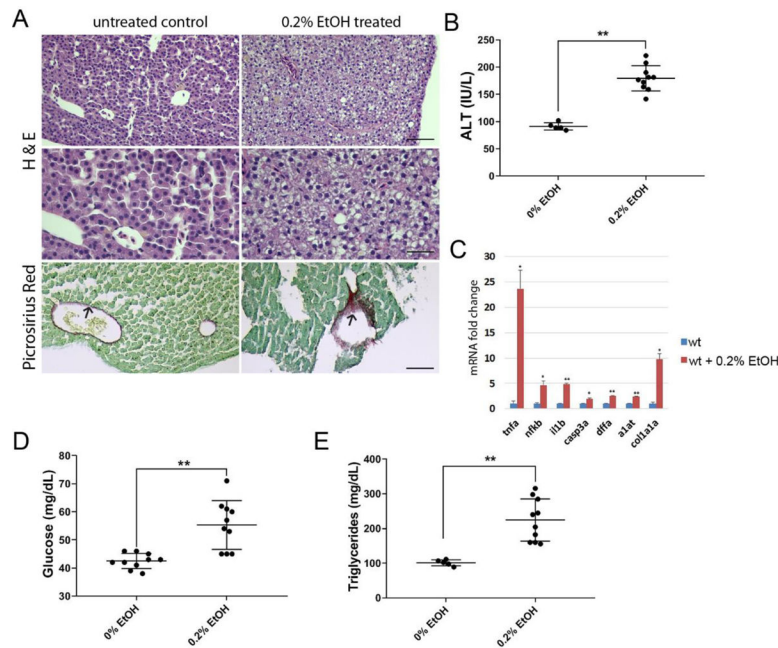 A
untreated control
0.2% EtOH treated
H & E
Picrosirius Red
B
**
ALT (IU/L)
250
200
150
100
50
0
0% EtOH
0.2% EtOH
C
mRNA fold change
30
25
20
15
10
5
0
*
*
**
*
**
**
*
tnfa
nfkb
il1b
casp3a
dffa
a1at
col1a1a
wt
wt + 0.2% EtOH
D
**
Glucose (mg/dL)
80
70
60
50
40
30
0% EtOH
0.2% EtOH
E
**
Triglycerides (mg/dL)
400
300
200
100
0
0% EtOH
0.2% EtOH